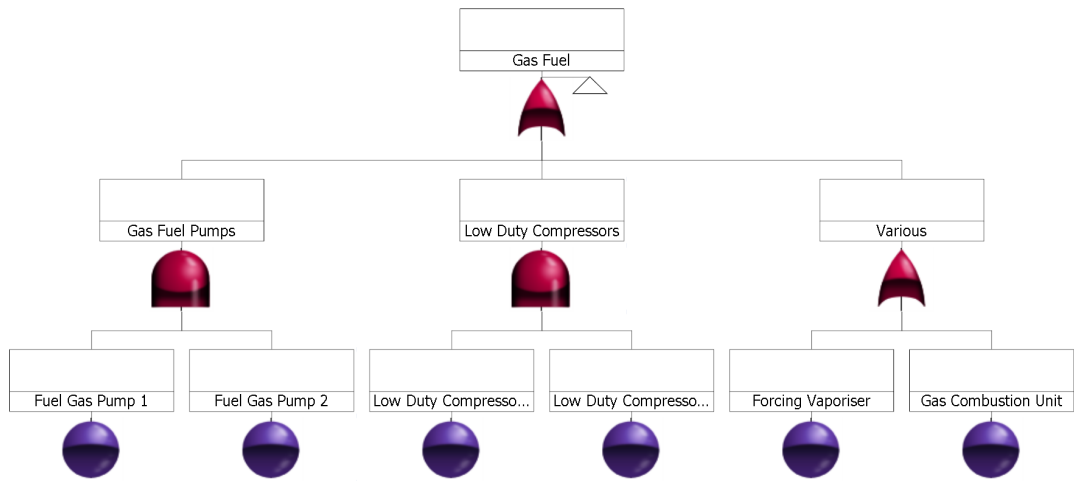 Gas Fuel
Gas Fuel Pumps
Low Duty Compressors
Various
Fuel Gas Pump 1
Fuel Gas Pump 2
Low Duty Compresso...
Low Duty Compresso...
Forcing Vaporiser
Gas Combustion Unit